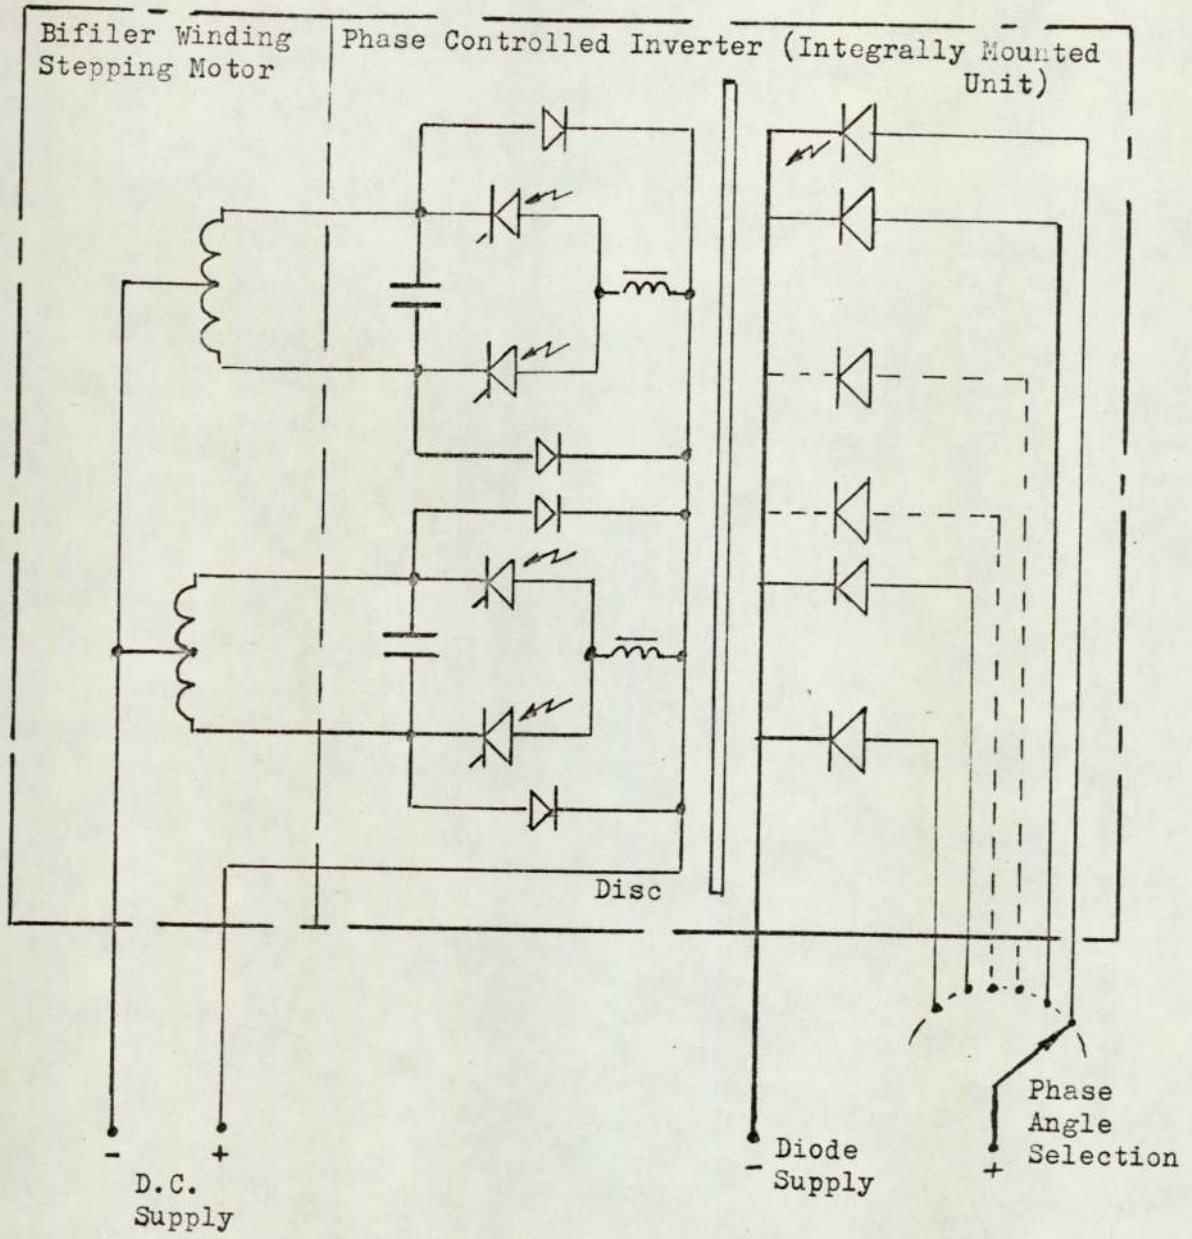 Bifiler Winding
Stepping Motor
Phase Controlled Inverter (Integrally Mounted
Unit)
Disc
-
+
D.C.
Supply
-
Diode
Supply
+
Phase
Angle
Selection